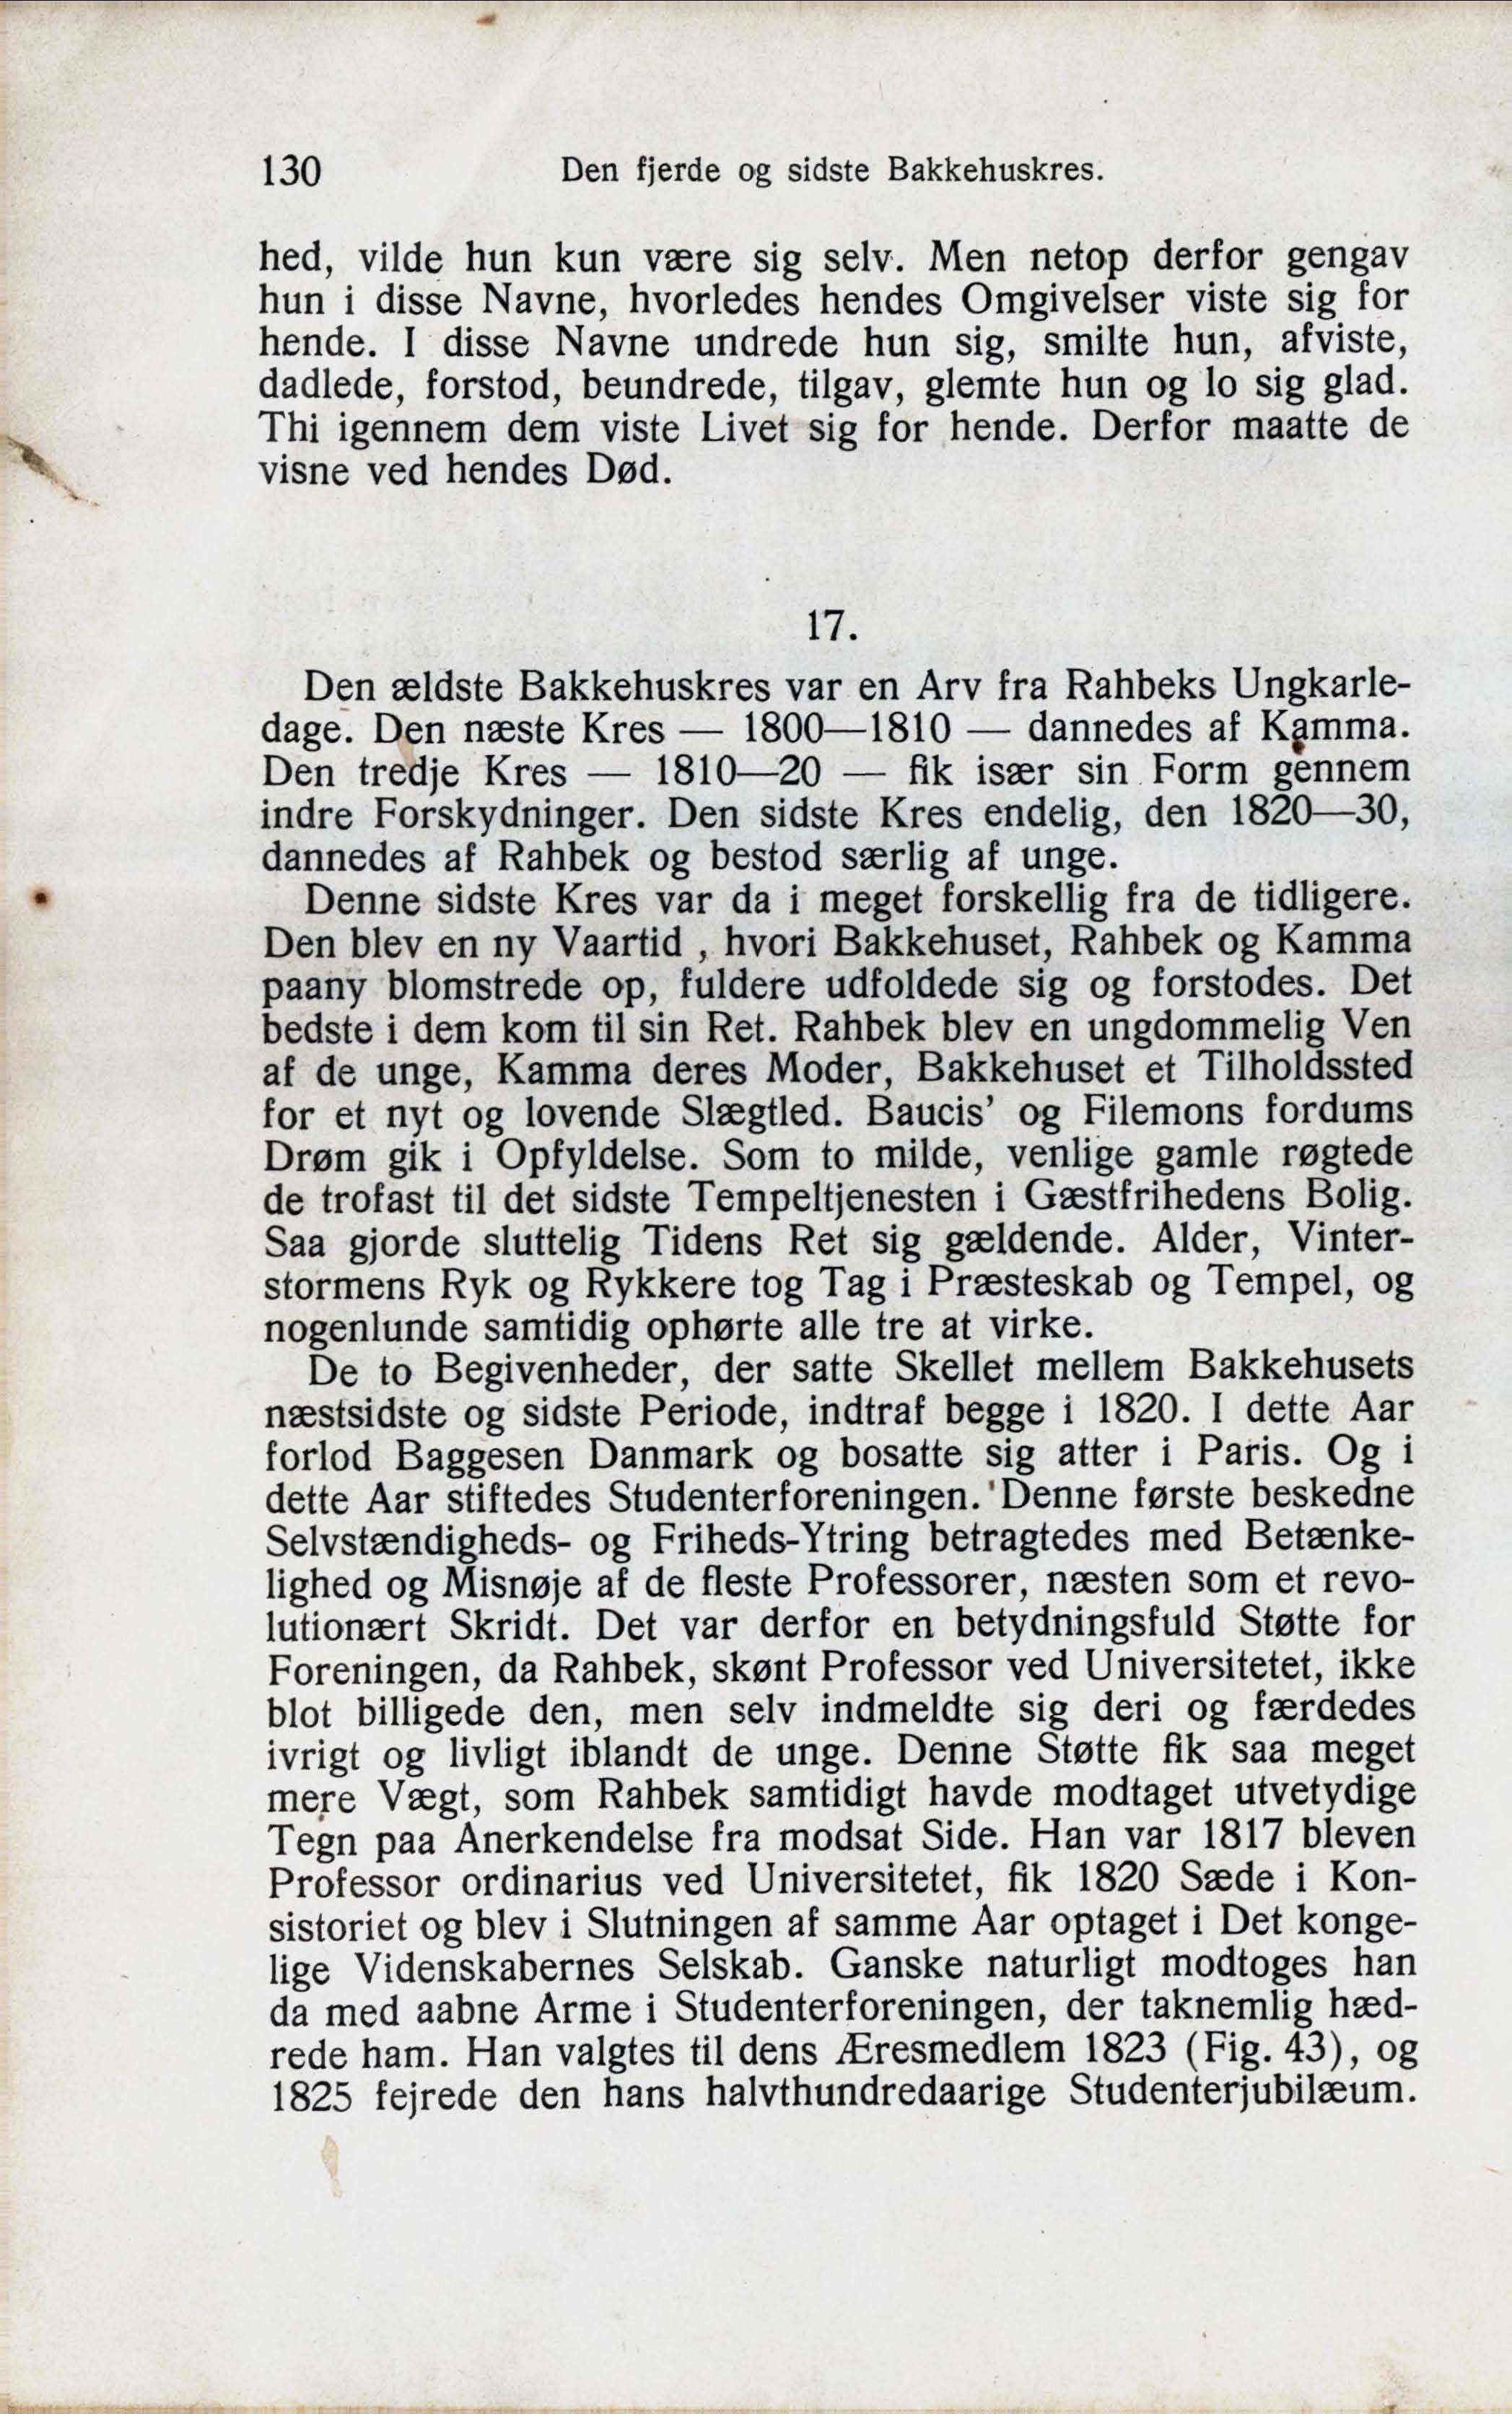 130
Den fjerde og sidste Bakkehuskres.
hed, vilde hun kun være sig selv. Men netop derfor gengav
hun i disse Navne, hvorledes hendes Omgivelser viste sig for
hende. I disse Navne undrede hun sig, smilte hun, afviste,
dadlede, forstod, beundrede, tilgav, glemte hun og lo sig glad.
Thi igennem dem viste Livet sig for hende. Derfor maatte de
visne ved hendes Død.
17.
Den ældste Bakkehuskres var en Arv fra Rahbeks Ungkarle-
dage. Den næste Kres — 1800—1810 — dannedes af Kamma.
Den tredje Kres — 1810—20 — fik især sin Form gennem
indre Forskydninger. Den sidste Kres endelig, den 1820—30,
dannedes af Rahbek og bestod særlig af unge.
Denne sidste Kres var da i meget forskellig fra de tidligere.
Den blev en ny Vaartid , hvori Bakkehuset, Rahbek og Kamma
paany blomstrede op, fuldere udfoldede sig og forstodes. Det
bedste i dem kom til sin Ret. Rahbek blev en ungdommelig Ven
af de unge, Kamma deres Moder, Bakkehuset et Tilholdssted
for et nyt og lovende Slægtled. Baucis’ og Filemons fordums
Drøm gik i Opfyldelse. Som to milde, venlige gamle røgtede
de trofast til det sidste Tempeltjenesten i Gæstfrihedens Bolig.
Saa gjorde sluttelig Tidens Ret sig gældende. Alder, Vinter-
stormens Ryk og Rykkere tog Tag i Præsteskab og Tempel, og
nogenlunde samtidig ophørte alle tre at virke.
De to Begivenheder, der satte Skellet mellem Bakkehusets
næstsidste og sidste Periode, indtraf begge i 1820. I dette Aar
forlod Baggesen Danmark og bosatte sig atter i Paris. Og i
dette Aar stiftedes Studenterforeningen. Denne første beskedne
Selvstændigheds- og Friheds-Ytring betragtedes med Betænke-
lighed og Misnøje af de fleste Professorer, næsten som et revo-
lutionært Skridt. Det var derfor en betydningsfuld Støtte for
Foreningen, da Rahbek, skønt Professor ved Universitetet, ikke
blot billigede den, men selv indmeldte sig deri og færdedes
ivrigt og livligt iblandt de unge. Denne Støtte fik saa meget
mere Vægt, som Rahbek samtidigt havde modtaget utvetydige
Tegn paa Anerkendelse fra modsat Side. Han var 1817 bleven
Professor ordinarius ved Universitetet, fik 1820 Sæde i Kon-
sistoriet og blev i Slutningen af samme Aar optaget i Det konge-
lige Videnskabernes Selskab. Ganske naturligt modtoges han
da med aabne Arme i Studenterforeningen, der taknemlig hæd-
rede ham. Han valgtes til dens Æresmedlem 1823 (Fig. 43), og
1825 fejrede den hans halvthundredaarige Studenterjubilæum.